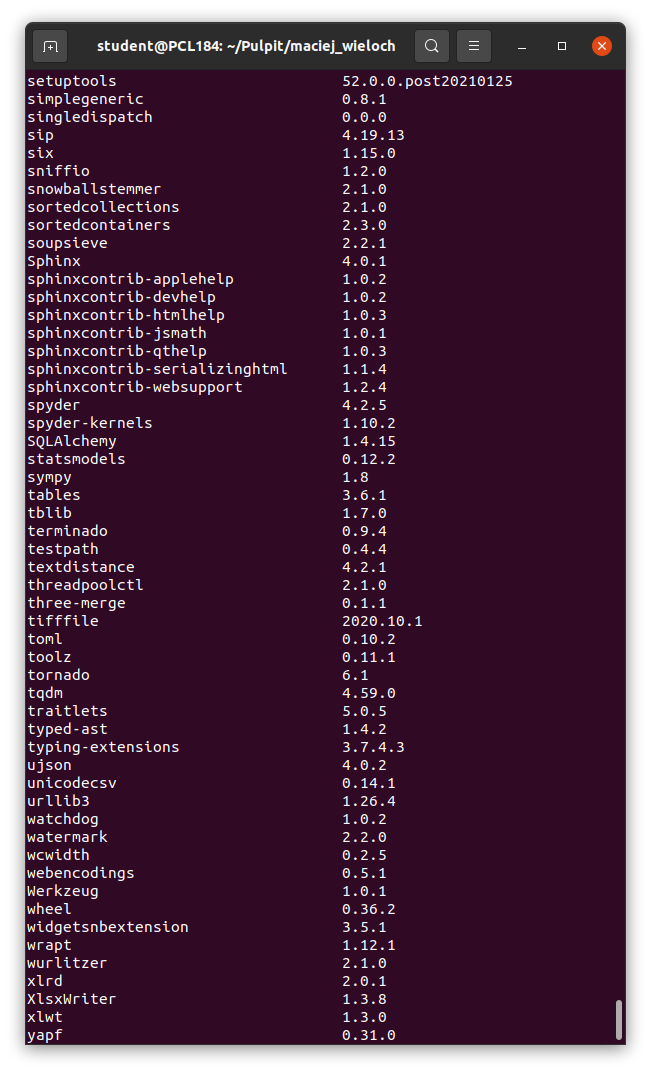 student@PCL184: ~/Pulpit/maciej_wieloch
setuptools 52.0.0.post20210125
simplegeneric 0.8.1
singledispatch 0.0.0
sip 4.19.13
six 1.15.0
sniffio 1.2.0
snowballstemmer 2.1.0
sortedcollections 2.1.0
sortedcontainers 2.3.0
soupsieve 2.2.1
Sphinx 4.0.1
sphinxcontrib-applehelp 1.0.2
sphinxcontrib-devhelp 1.0.2
sphinxcontrib-htmlhelp 1.0.3
sphinxcontrib-jsmath 1.0.1
sphinxcontrib-qthelp 1.0.3
sphinxcontrib-serializinghtml 1.1.4
sphinxcontrib-websupport 1.2.4
spyder 4.2.5
spyder-kernels 1.10.2
SQLAlchemy 1.4.15
statsmodels 0.12.2
sympy 1.8
tables 3.6.1
tblib 1.7.0
terminado 0.9.4
testpath 0.4.4
textdistance 4.2.1
threadpoolctl 2.1.0
three-merge 0.1.1
tifffile 2020.10.1
toml 0.10.2
toolz 0.11.1
tornado 6.1
tqdm 4.59.0
traitlets 5.0.5
typed-ast 1.4.2
typing-extensions 3.7.4.3
ujson 4.0.2
unicodecsv 0.14.1
urllib3 1.26.4
watchdog 1.0.2
watermark 2.2.0
wcwidth 0.2.5
webencodings 0.5.1
Werkzeug 1.0.1
wheel 0.36.2
widgetsnbextension 3.5.1
wrapt 1.12.1
wurlitzer 2.1.0
xlrd 2.0.1
XlsxWriter 1.3.8
xlwt 1.3.0
yapf 0.31.0